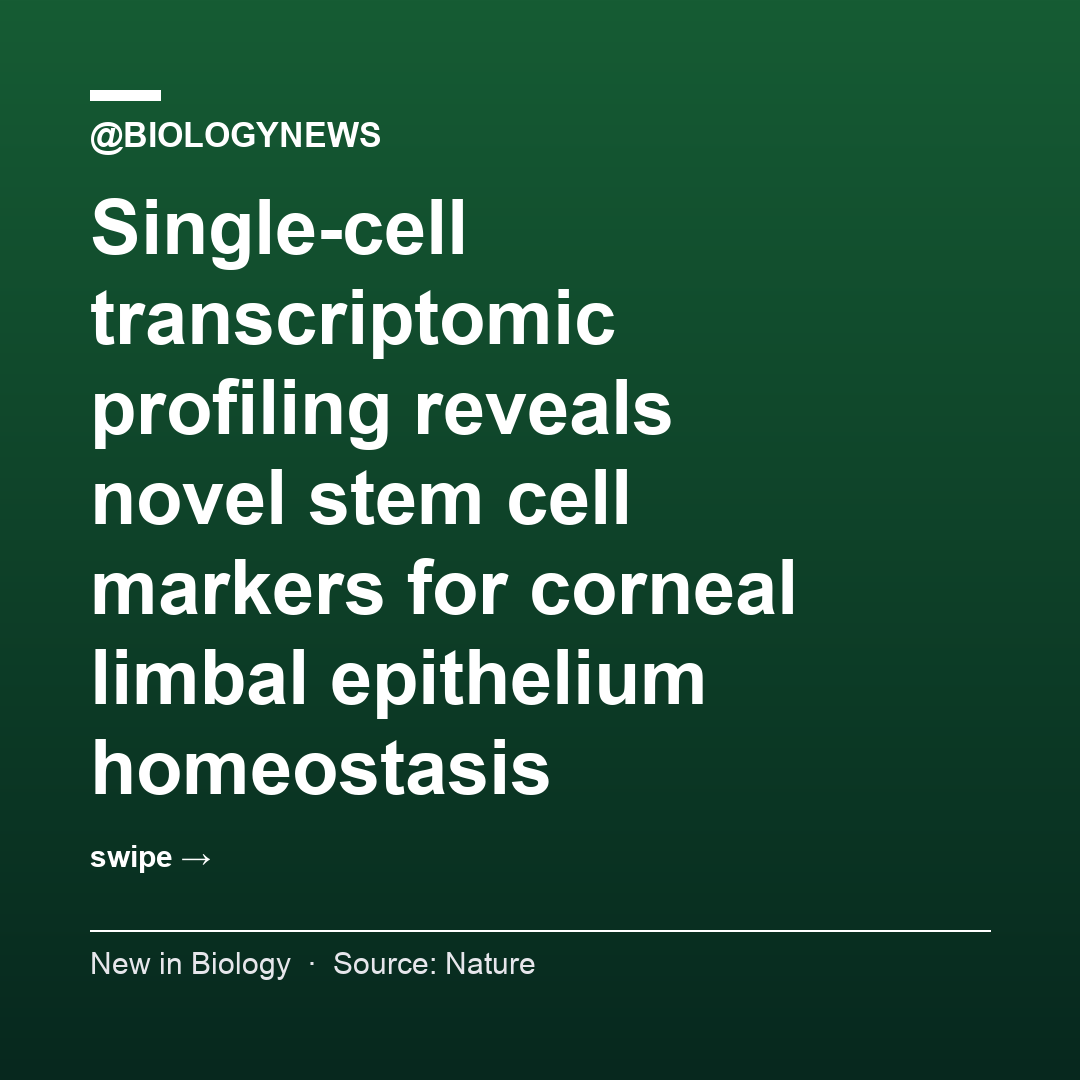 @BIOLOGYNEWS
Single-cell
transcriptomic
profiling reveals
novel stem cell
markers for corneal
limbal epithelium
homeostasis
swipe →
New in Biology · Source: Nature